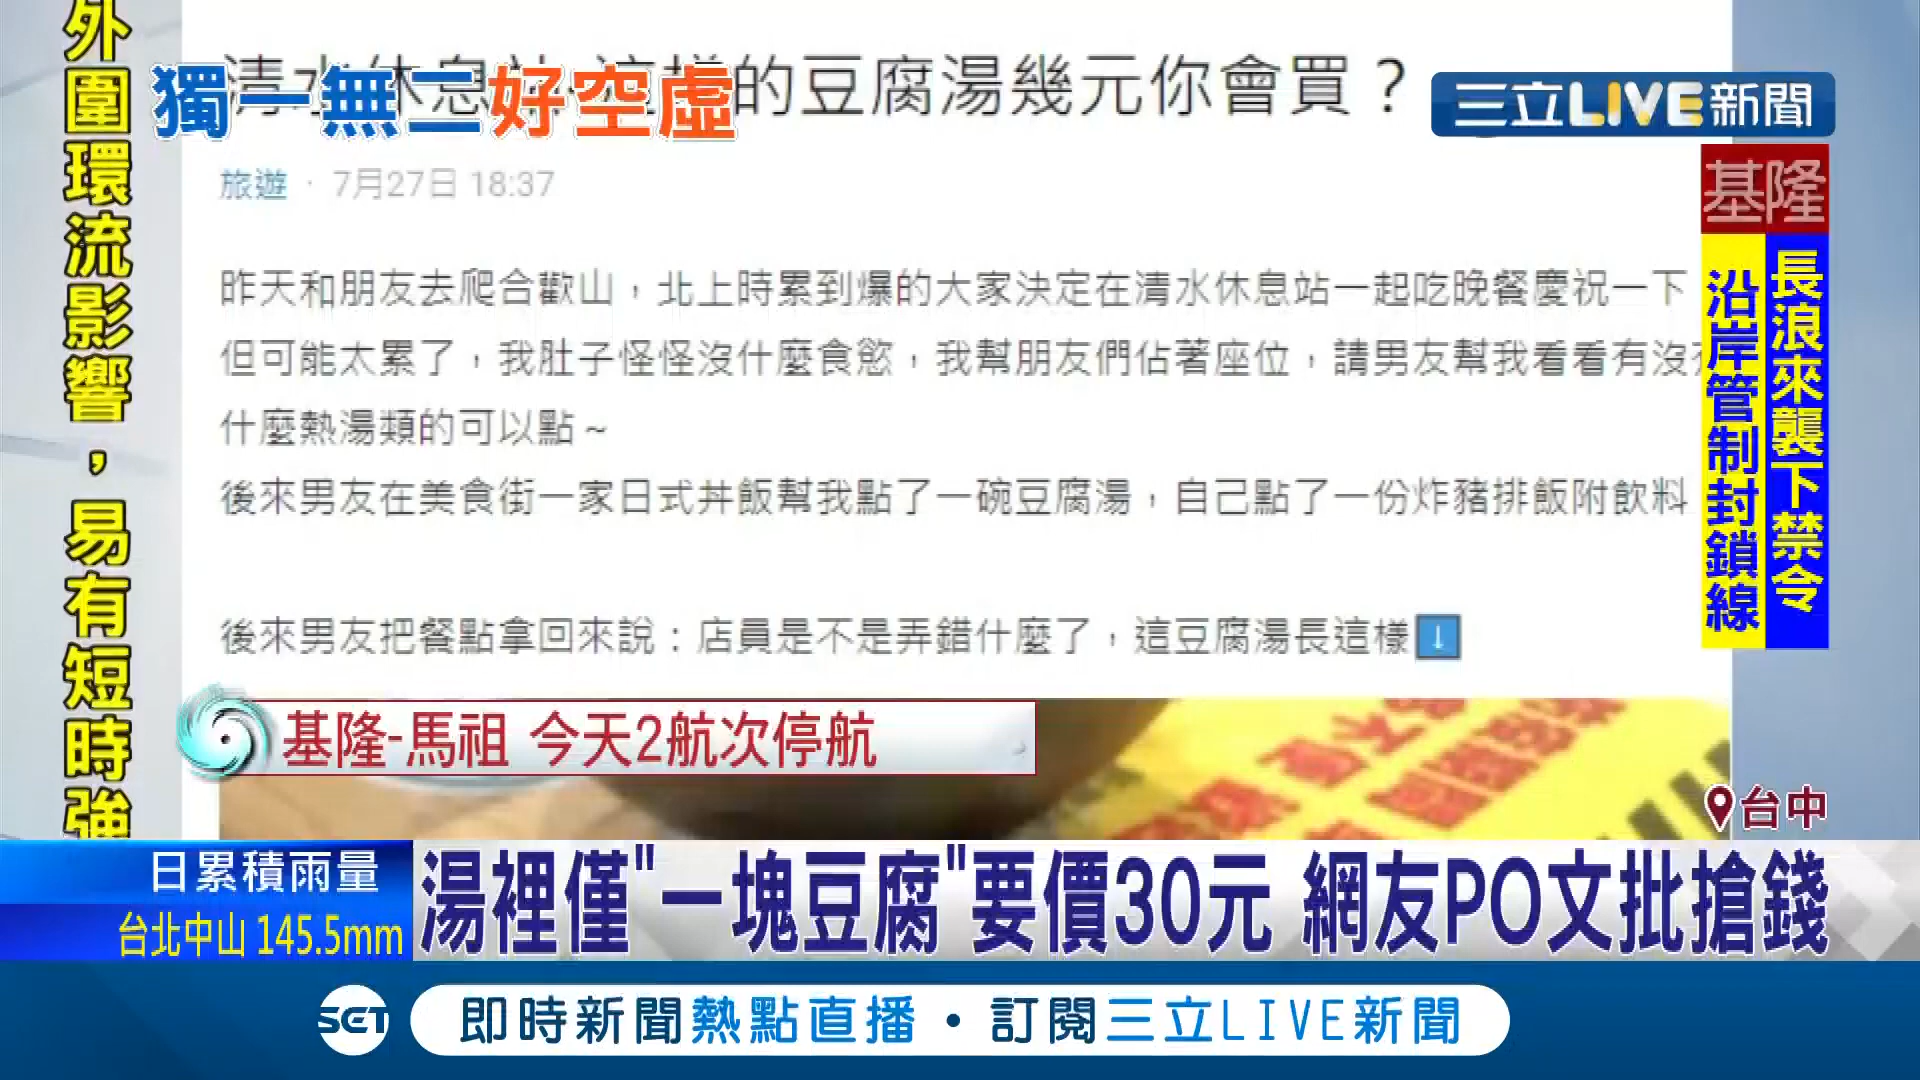 外圍環流影響，易有短時強
獨一無二好空虛
清水休息站 這樣的豆腐湯幾元你會買？
三立LIVE新聞
旅遊 · 7月27日 18:37
基隆
長浪來襲下禁令
沿岸管制封鎖線
昨天和朋友去爬合歡山，北上時累到爆的大家決定在清水休息站一起吃晚餐慶祝一下
但可能太累了，我肚子怪怪沒什麼食慾，我幫朋友們佔著座位，請男友幫我看看有沒
什麼熱湯類的可以點~
後來男友在美食街一家日式丼飯幫我點了一碗豆腐湯，自己點了一份炸豬排飯附飲料
後來男友把餐點拿回來說：店員是不是弄錯什麼了，這豆腐湯長這樣↓
基隆-馬祖 今天2航次停航
台中
日累積雨量
台北中山 145.5mm
湯裡僅"一塊豆腐"要價30元 網友PO文批搶錢
SET
即時新聞熱點直播・訂閱三立LIVE新聞